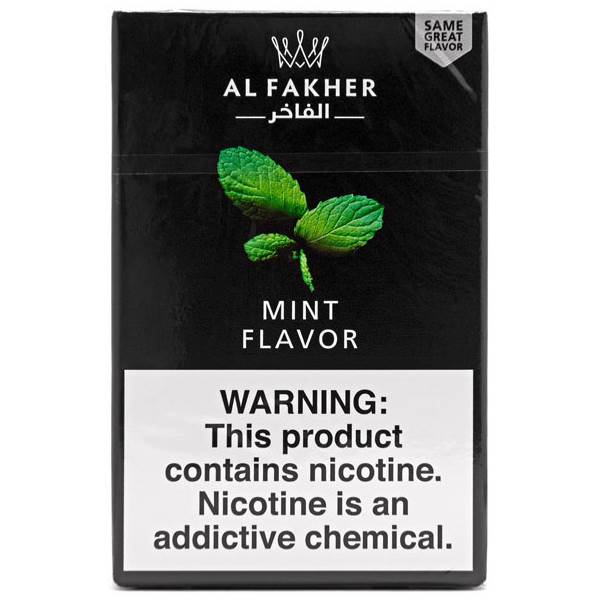 SAME
GREAT
FLAVOR
AL FAKHER
الفاخر
MINT
FLAVOR
WARNING:
This product
contains nicotine.
Nicotine is an
addictive chemical.